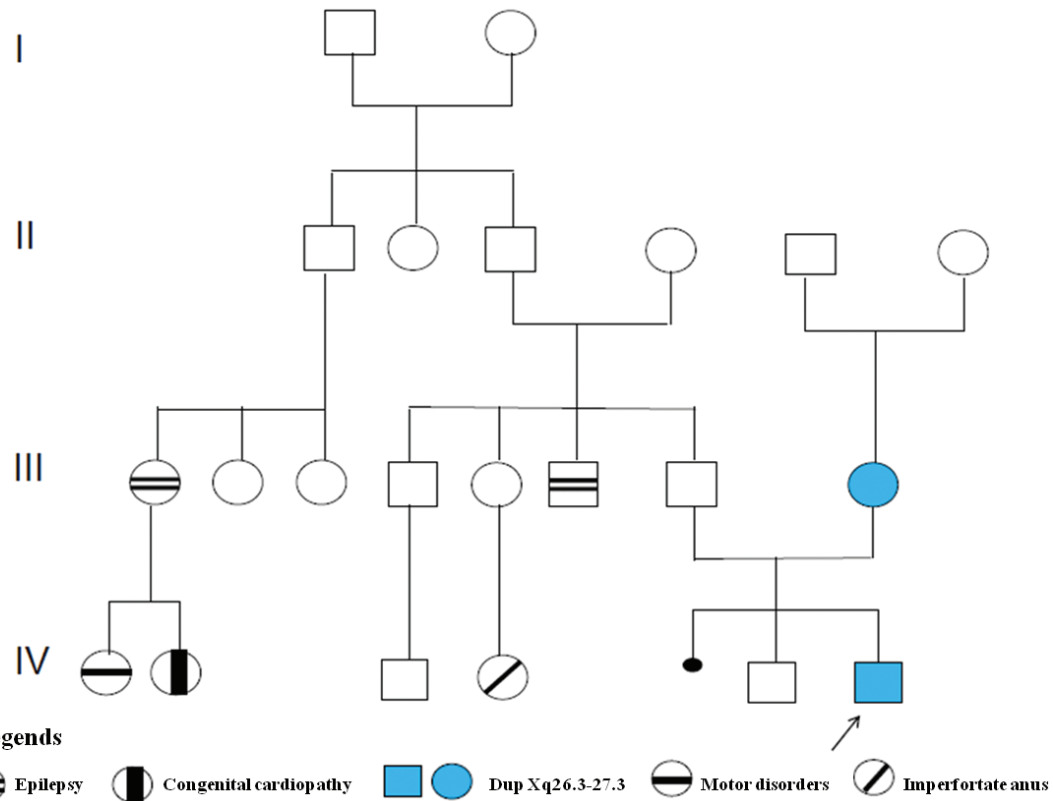 I
II
III
IV
gends
Epilepsy Congenital cardiopathy Dup Xq26.3-27.3 Motor disorders Imperfortate anus